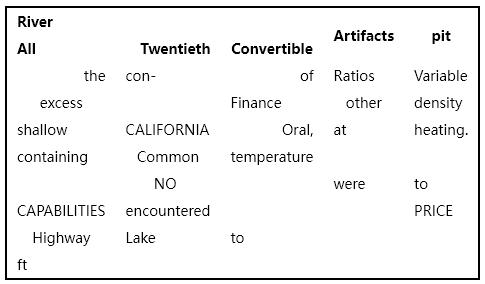 River
All Twentieth Convertible Artifacts pit
the con- of Ratios Variable
excess Finance other density
shallow CALIFORNIA Oral, at heating.
containing Common temperature
NO were to
CAPABILITIES encountered PRICE
Highway Lake to
ft